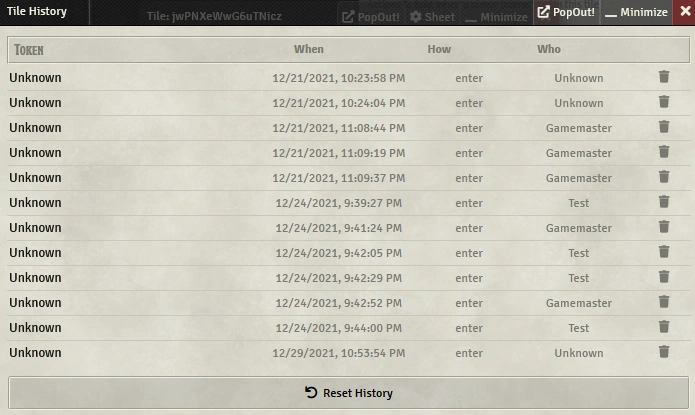 Tile History Tile: jwPNXeWwG6uTNicz PopOut! Sheet Minimize PopOut! Minimize
Token When How Who
Unknown 12/21/2021, 10:23:58 PM enter Unknown
Unknown 12/21/2021, 10:24:04 PM enter Unknown
Unknown 12/21/2021, 11:08:44 PM enter Gamemaster
Unknown 12/21/2021, 11:09:19 PM enter Gamemaster
Unknown 12/21/2021, 11:09:37 PM enter Gamemaster
Unknown 12/24/2021, 9:39:27 PM enter Test
Unknown 12/24/2021, 9:41:24 PM enter Gamemaster
Unknown 12/24/2021, 9:42:05 PM enter Test
Unknown 12/24/2021, 9:42:29 PM enter Test
Unknown 12/24/2021, 9:42:52 PM enter Gamemaster
Unknown 12/24/2021, 9:44:00 PM enter Test
Unknown 12/29/2021, 10:53:54 PM enter Unknown
Reset History